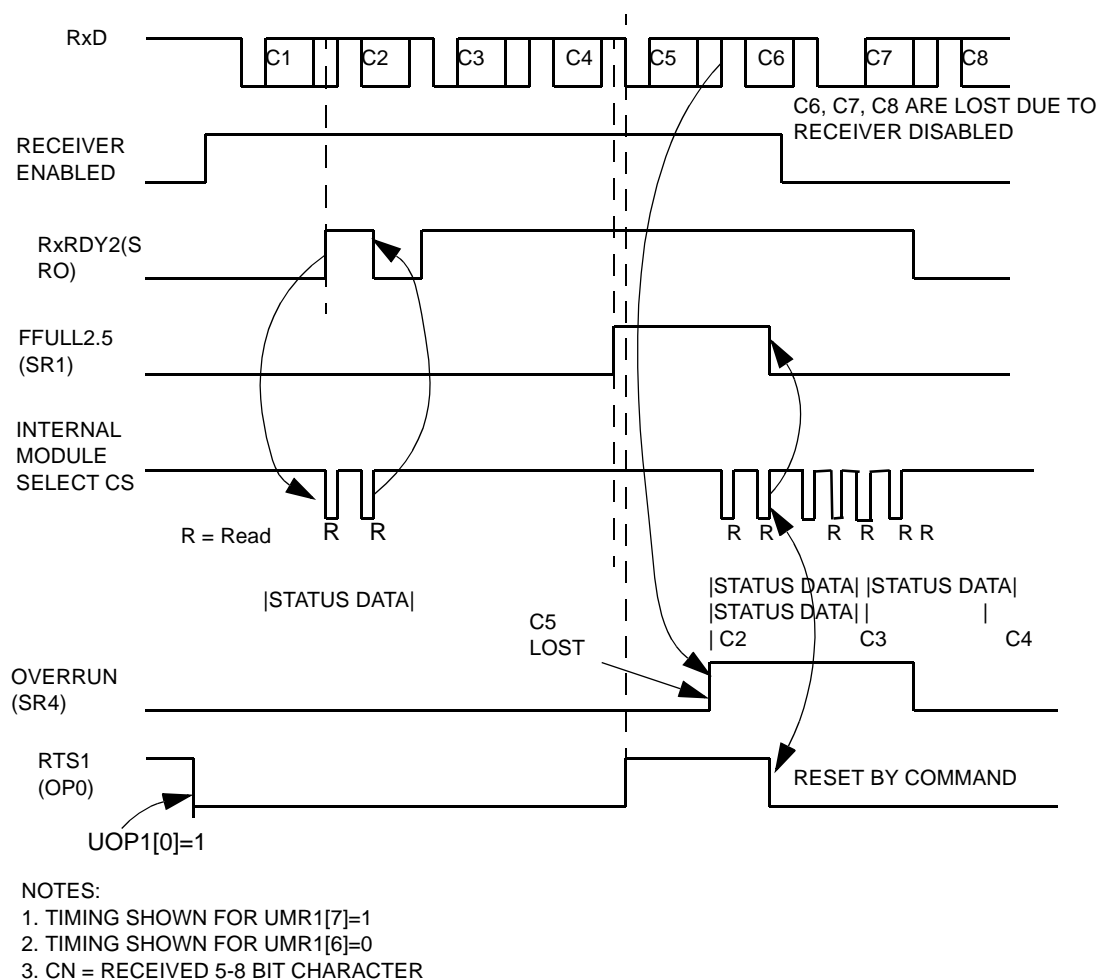 RxD
C1
C2
C3
C4
C5
C6
C7
C8
C6, C7, C8 ARE LOST DUE TO
RECEIVER DISABLED
RECEIVER
ENABLED
RxRDY2(S
RO)
FFULL2.5
(SR1)
INTERNAL
MODULE
SELECT CS
R = Read
R
R
R
R
R
R
R R
|STATUS DATA|
|STATUS DATA| |STATUS DATA|
|STATUS DATA| |
|
C5
LOST
| C2
C3
C4
OVERRUN
(SR4)
RTS1
(OP0)
RESET BY COMMAND
UOP1[0]=1
NOTES:
1. TIMING SHOWN FOR UMR1[7]=1
2. TIMING SHOWN FOR UMR1[6]=0
3. CN = RECEIVED 5-8 BIT CHARACTER